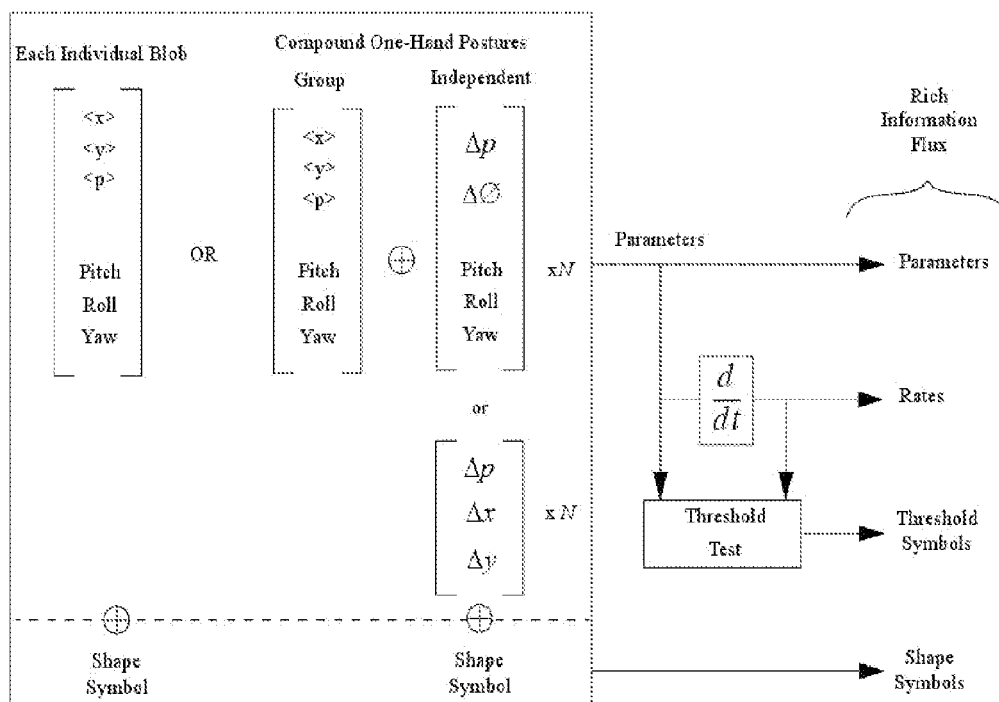 Each Individual Blob
<x>
<y>
<p>
Pitch
Roll
Yaw
OR
Compound One-Hand Postures
Group
<x>
<y>
<p>
Pitch
Roll
Yaw
Independent
Δp
Δ∅
Pitch
Roll
Yaw
xN
or
Δp
Δx
Δy
x N
Shape
Symbol
Shape
Symbol
Parameters
d
dt
Threshold
Test
Rich
Information
Flux
Parameters
Rates
Threshold
Symbols
Shape
Symbols